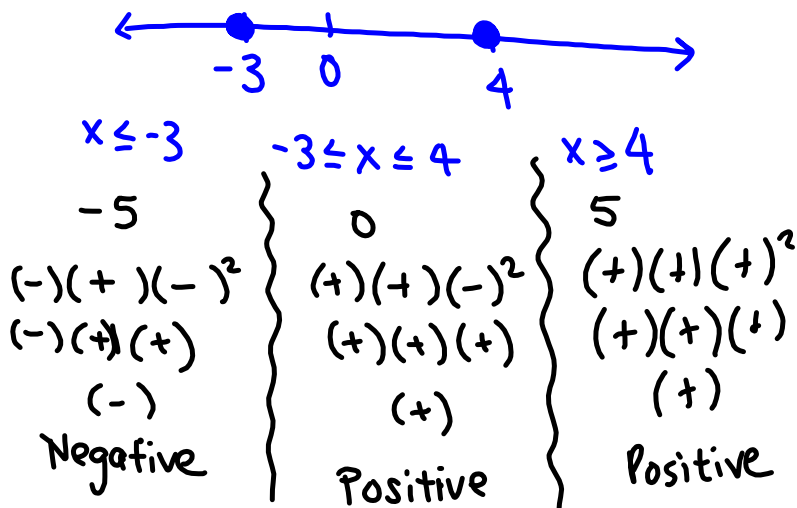 -3 0 4
x ≤ -3 -3 ≤ x ≤ 4 x ≥ 4
-5 0 5
(-)(+)(-)² (+)(+)(-)² (+)(+)(+)²
(-)(+)(+) (+)(+)(+) (+)(+)(+)
(-) (+) (+)
Negative Positive Positive